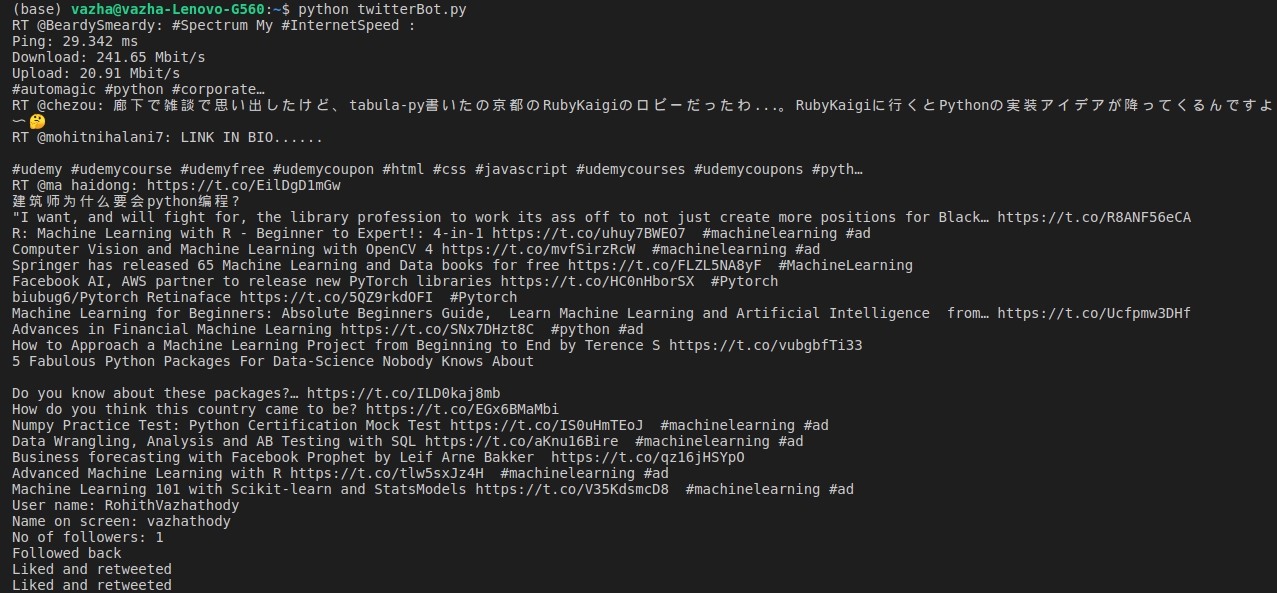 (base) vazha@vazha-Lenovo-G560:~$ python twitterBot.py
RT @BeardySmeardy: #Spectrum My #InternetSpeed :
Ping: 29.342 ms
Download: 241.65 Mbit/s
Upload: 20.91 Mbit/s
#automagic #python #corporate…
RT @chezou: 廊下で雑談で思い出したけど、tabula-py書いたの京都のRubyKaigiのロビーだったわ...。RubyKaigiに行くとPythonの実装アイデアが降ってくるんですよ
〜🤔
RT @mohitnihalani7: LINK IN BIO......
#udemy #udemycourse #udemyfree #udemycoupon #html #css #javascript #udemycourses #udemycoupons #pyth…
RT @ma haidong: https://t.co/EilDgD1mGw
建筑师为什么要会python编程?
"I want, and will fight for, the library profession to work its ass off to not just create more positions for Black… https://t.co/R8ANF56eCA
R: Machine Learning with R - Beginner to Expert!: 4-in-1 https://t.co/uhuy7BWEO7  #machinelearning #ad
Computer Vision and Machine Learning with OpenCV 4 https://t.co/mvfSirzRcW  #machinelearning #ad
Springer has released 65 Machine Learning and Data books for free https://t.co/FLZL5NA8yF  #MachineLearning
Facebook AI, AWS partner to release new PyTorch libraries https://t.co/HC0nHborSX  #Pytorch
biubug6/Pytorch Retinaface https://t.co/5QZ9rkdOFI  #Pytorch
Machine Learning for Beginners: Absolute Beginners Guide,  Learn Machine Learning and Artificial Intelligence  from… https://t.co/Ucfpmw3DHf
Advances in Financial Machine Learning https://t.co/SNx7DHzt8C  #python #ad
How to Approach a Machine Learning Project from Beginning to End by Terence S https://t.co/vubgbfTi33
5 Fabulous Python Packages For Data-Science Nobody Knows About
Do you know about these packages?… https://t.co/ILD0kaj8mb
How do you think this country came to be? https://t.co/EGx6BMaMbi
Numpy Practice Test: Python Certification Mock Test https://t.co/IS0uHmTEoJ  #machinelearning #ad
Data Wrangling, Analysis and AB Testing with SQL https://t.co/aKnu16Bire  #machinelearning #ad
Business forecasting with Facebook Prophet by Leif Arne Bakker  https://t.co/qz16jHSYpO
Advanced Machine Learning with R https://t.co/tlw5sxJz4H  #machinelearning #ad
Machine Learning 101 with Scikit-learn and StatsModels https://t.co/V35KdsmcD8  #machinelearning #ad
User name: RohithVazhathody
Name on screen: vazhathody
No of followers: 1
Followed back
Liked and retweeted
Liked and retweeted